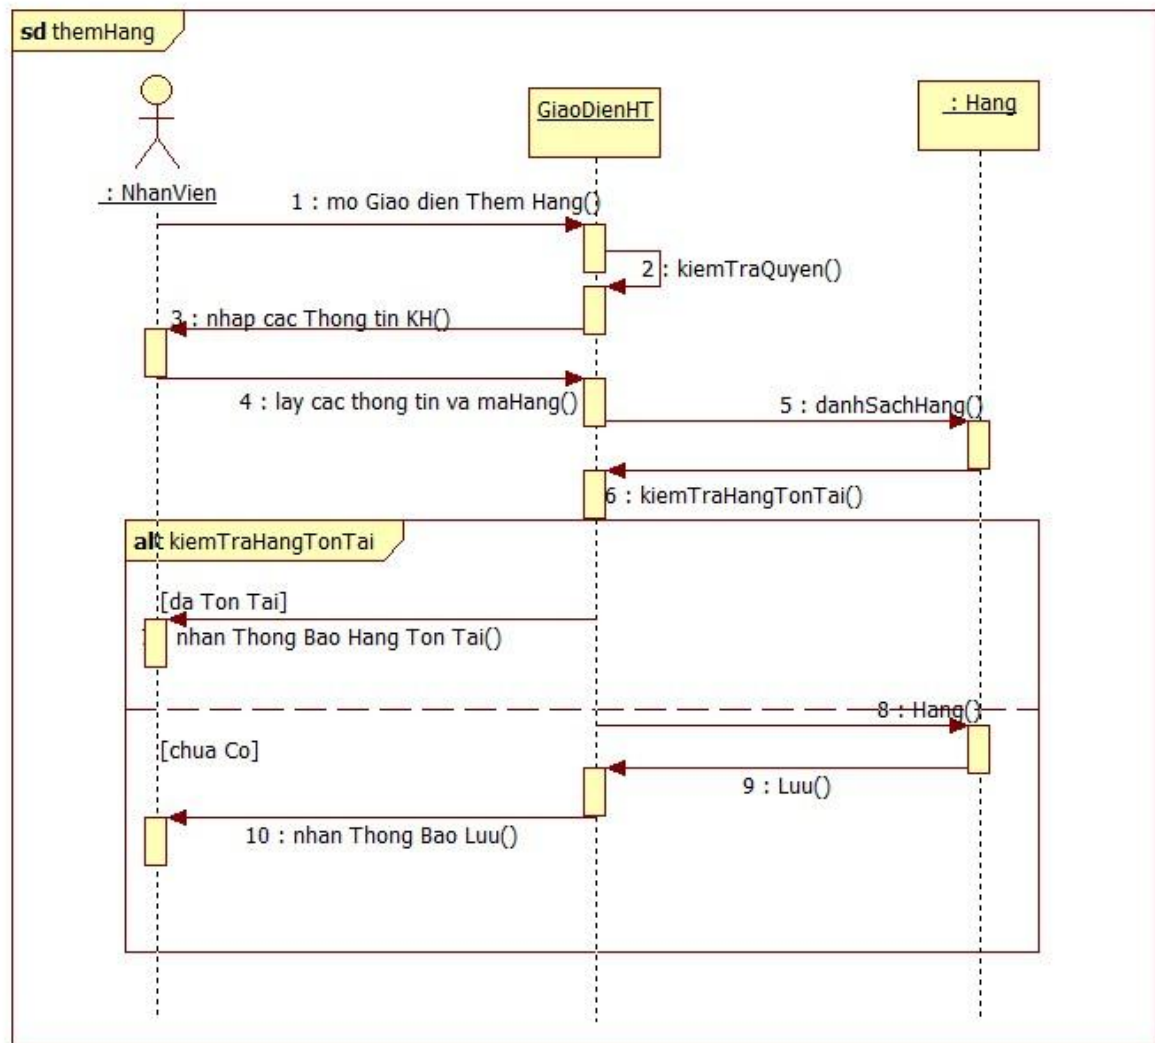 sd themHang
: NhanVien
GiaoDienHT
: Hang
1 : mo Giao dien Them Hang()
2 : kiemTraQuyen()
3 : nhap cac Thong tin KH()
4 : lay cac thong tin va maHang()
5 : danhSachHang()
6 : kiemTraHangTonTai()
alt kiemTraHangTonTai
[da Ton Tai]
nhan Thong Bao Hang Ton Tai()
8 : Hang()
[chua Co]
9 : Luu()
10 : nhan Thong Bao Luu()